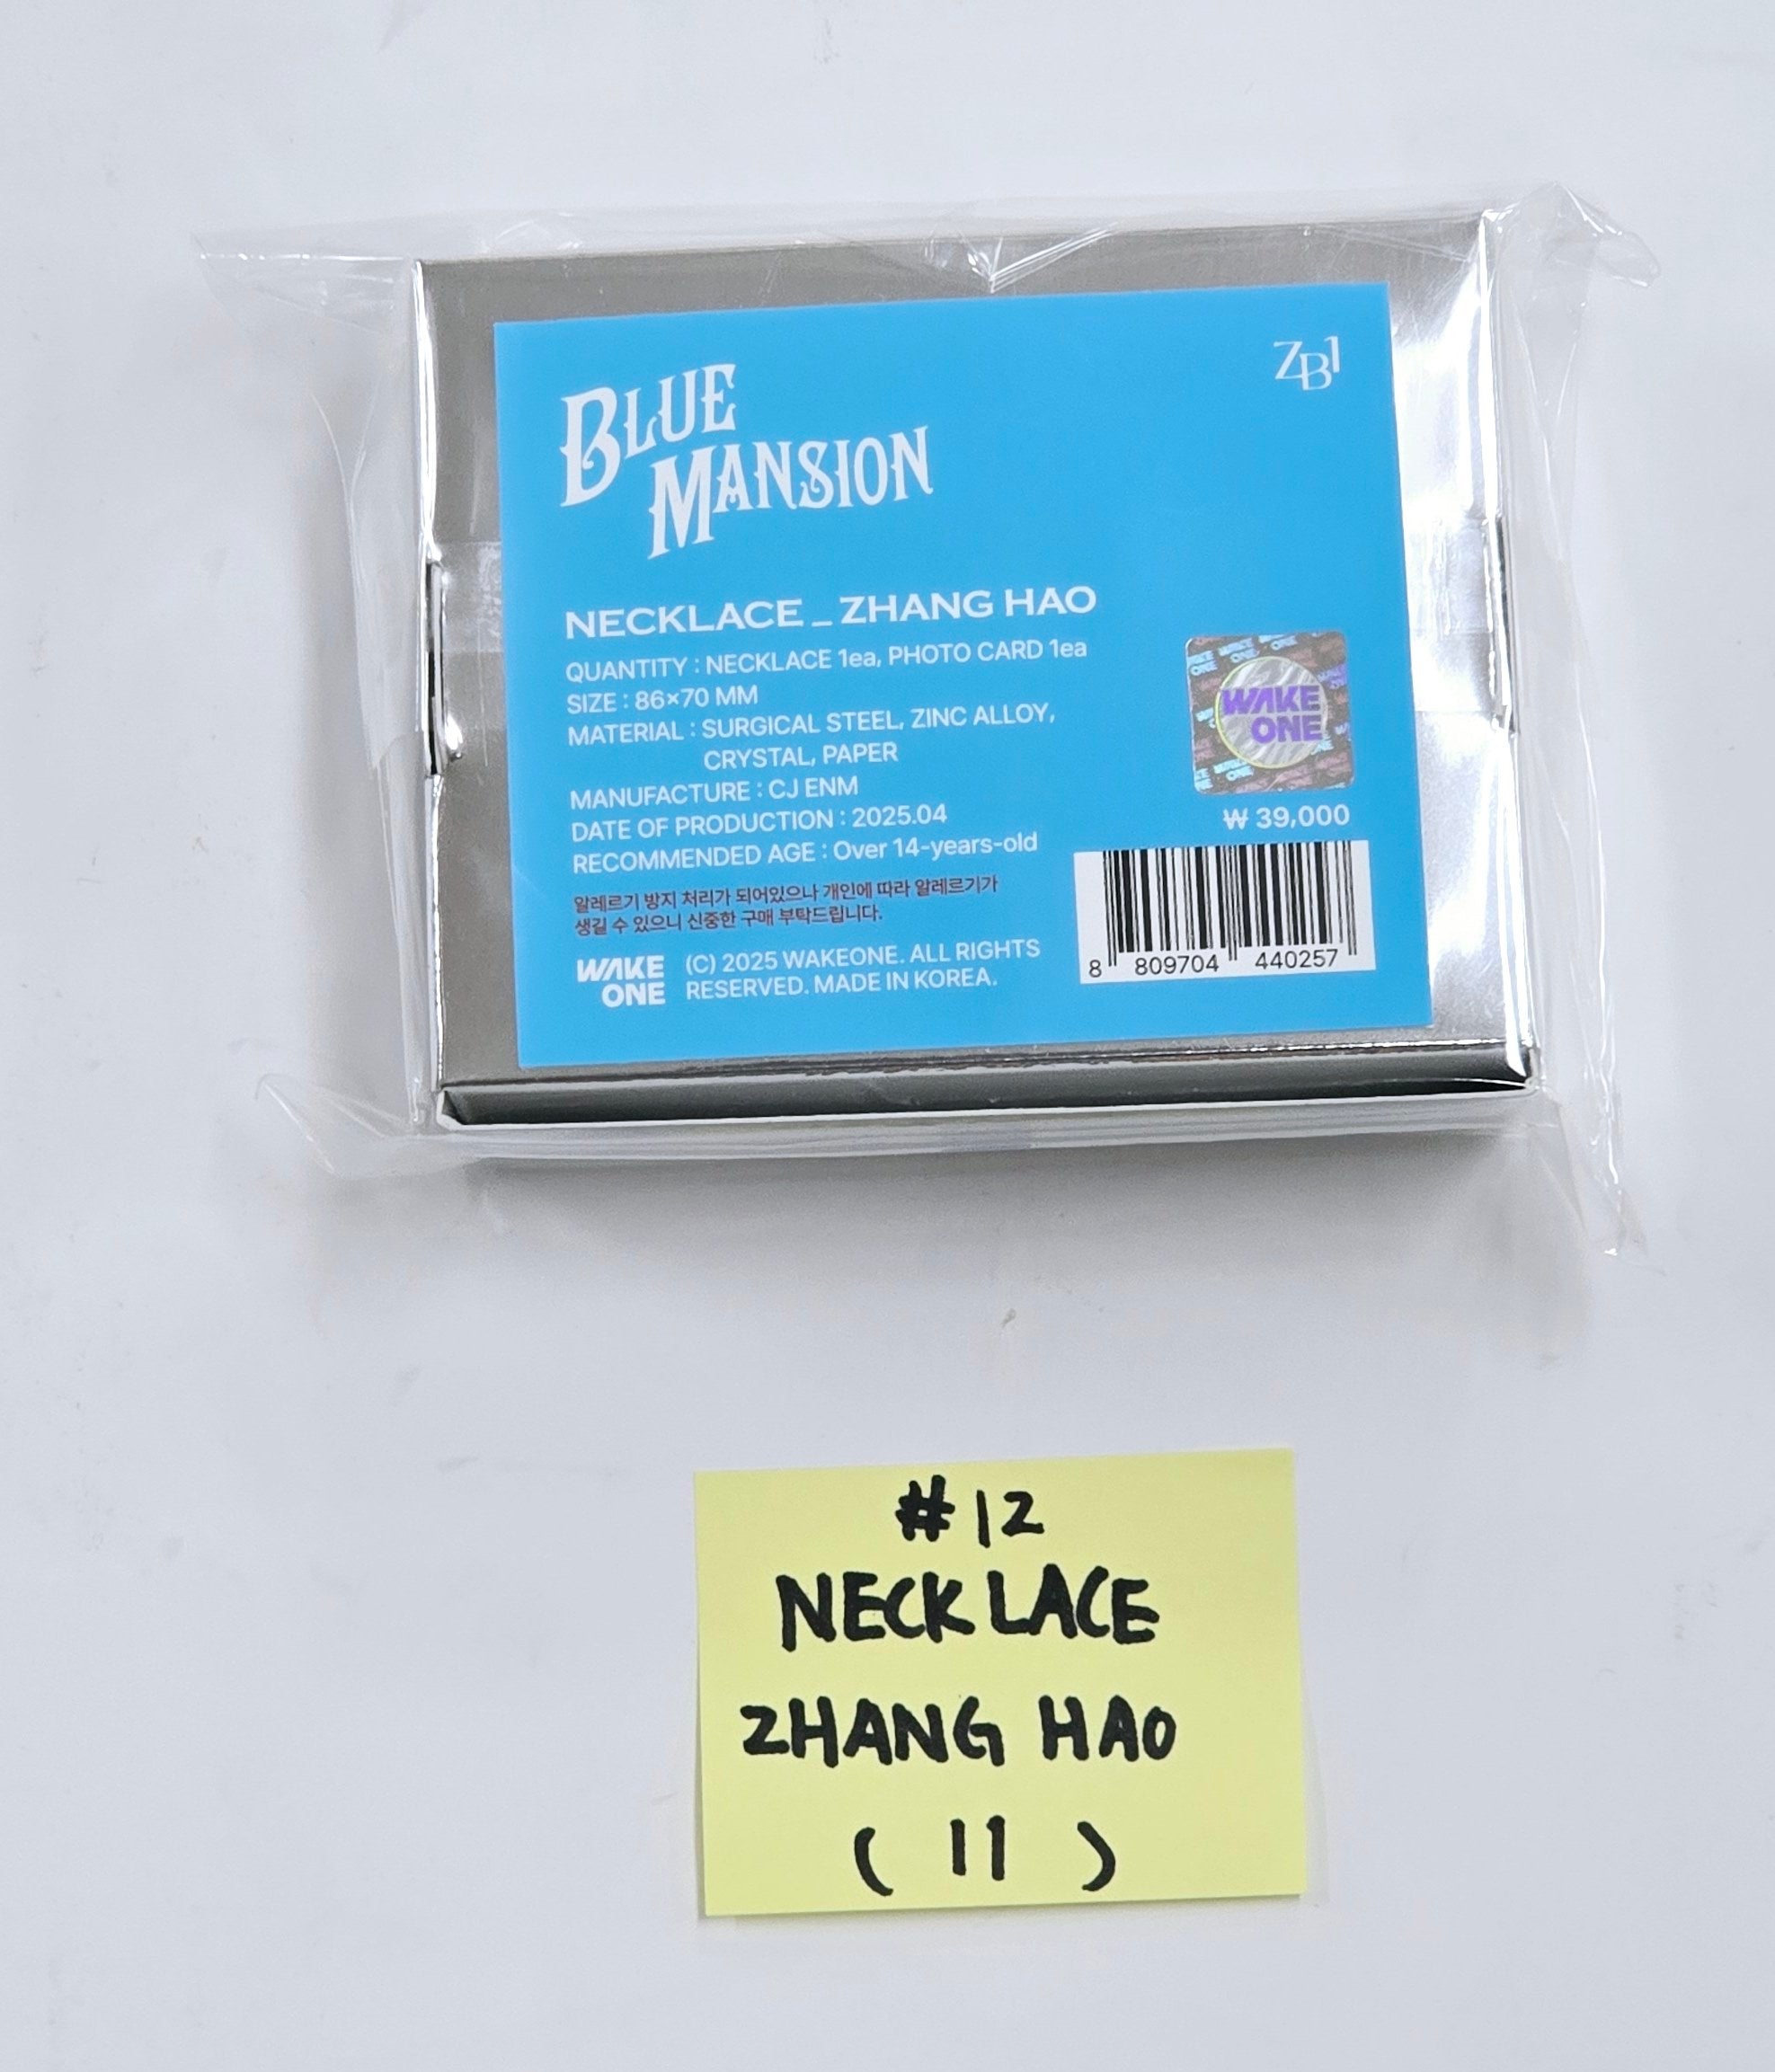 BLUE
MANSION
ZB1
NECKLACE _ ZHANG HAO
QUANTITY : NECKLACE 1ea, PHOTO CARD 1ea
SIZE : 86×70 MM
MATERIAL : SURGICAL STEEL, ZINC ALLOY,
CRYSTAL, PAPER
MANUFACTURE : CJ ENM
DATE OF PRODUCTION : 2025.04
RECOMMENDED AGE : Over 14-years-old
알레르기 방지 처리가 되어있으나 개인에 따라 알레르기가
생길 수 있으니 신중한 구매 부탁드립니다.
WAKE
ONE
(C) 2025 WAKEONE. ALL RIGHTS
RESERVED. MADE IN KOREA.
WAKE
ONE
₩ 39,000
8 809704 440257
#12
NECKLACE
ZHANG HAO
( 11 )